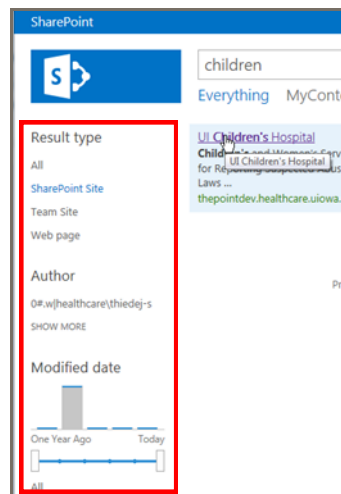 SharePoint
S
children
Everything MyCont
Result type
All
SharePoint Site
Team Site
Web page
Author
0#.w|healthcare\thiedej-s
SHOW MORE
Modified date
One Year Ago Today
All
UI Children's Hospital
Children's and Women's Serv
UI Children's Hospital
for Reporting Suspected Abus
Laws ...
thepointdev.healthcare.uiowa.
Pr